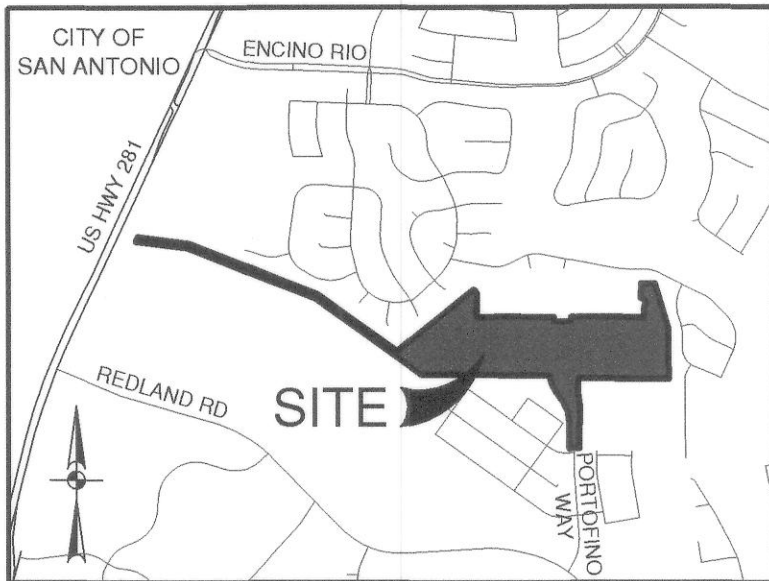 CITY OF
SAN ANTONIO
ENCINO RIO
US HWY 281
REDLAND RD
SITE
PORTOFINO
WAY